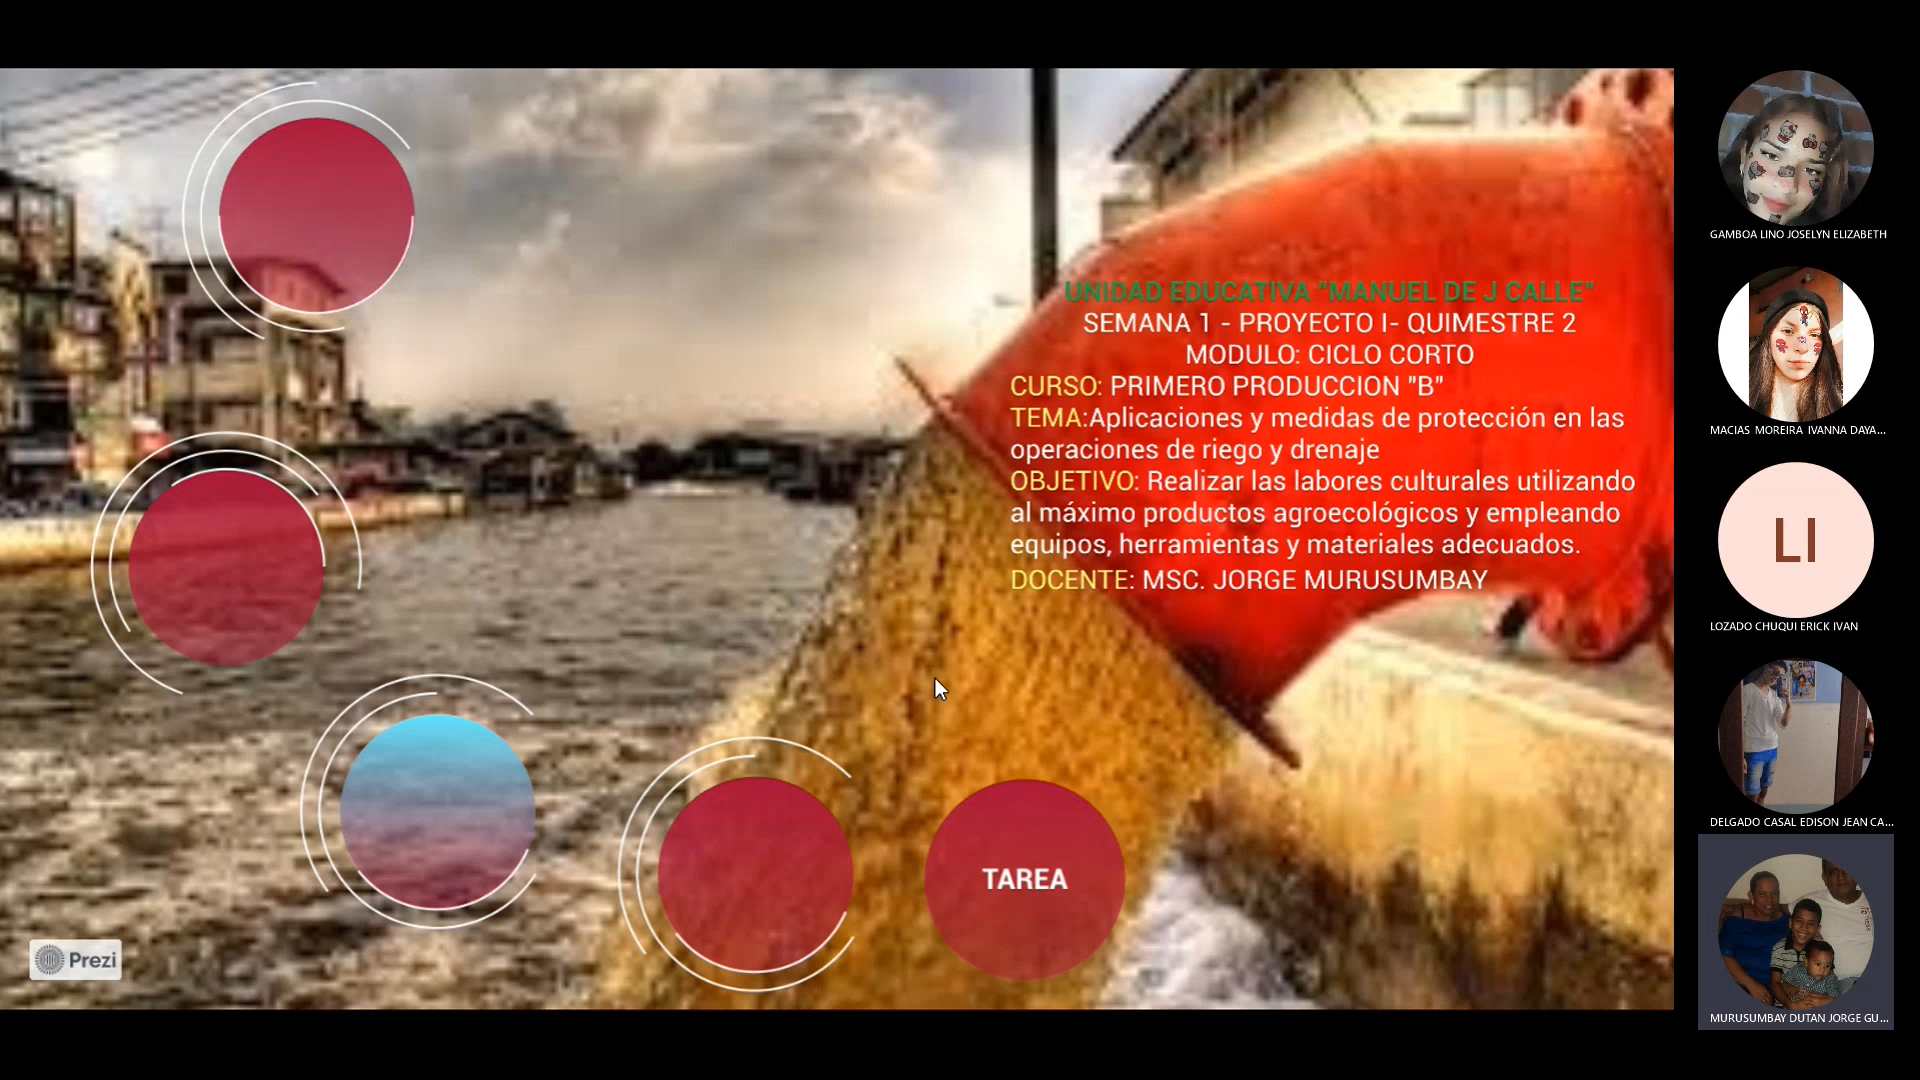 UNIDAD EDUCATIVA "MANUEL DE J CALLE"
SEMANA 1 - PROYECTO I- QUIMESTRE 2
MODULO: CICLO CORTO
CURSO: PRIMERO PRODUCCION "B"
TEMA:Aplicaciones y medidas de protección en las
operaciones de riego y drenaje
OBJETIVO: Realizar las labores culturales utilizando
al máximo productos agroecológicos y empleando
equipos, herramientas y materiales adecuados.
DOCENTE: MSC. JORGE MURUSUMBAY
TAREA
Prezi
GAMBOA LINO JOSELYN ELIZABETH
MACIAS MOREIRA IVANNA DAYA...
LI
LOZADO CHUQUI ERICK IVAN
DELGADO CASAL EDISON JEAN CA...
MURUSUMBAY DUTAN JORGE GU...